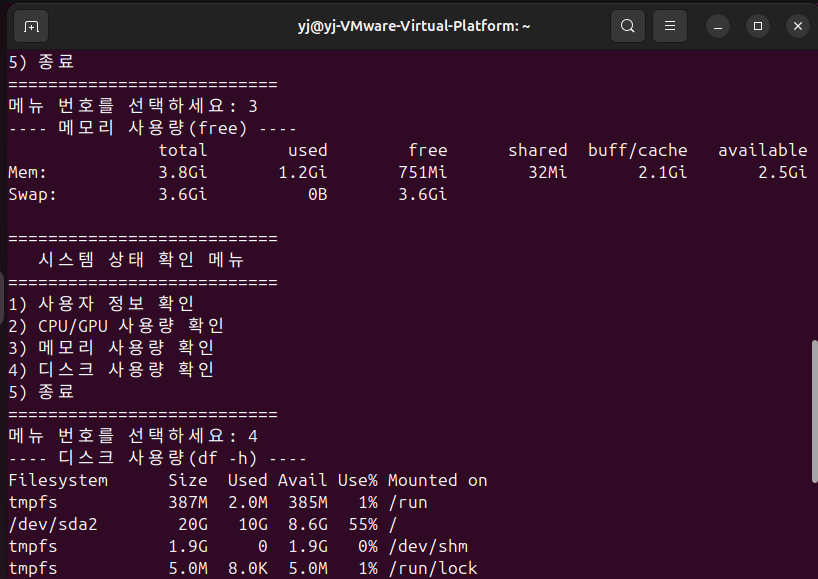 yj@yj-VMware-Virtual-Platform: ~
5) 종료
===========================
메뉴 번호를 선택하세요: 3
---- 메모리 사용량(free) ----
               total        used        free      shared  buff/cache   available
Mem:           3.8Gi       1.2Gi       751Mi        32Mi       2.1Gi       2.5Gi
Swap:          3.6Gi          0B       3.6Gi
===========================
   시스템 상태 확인 메뉴
===========================
1) 사용자 정보 확인
2) CPU/GPU 사용량 확인
3) 메모리 사용량 확인
4) 디스크 사용량 확인
5) 종료
===========================
메뉴 번호를 선택하세요: 4
---- 디스크 사용량(df -h) ----
Filesystem      Size  Used Avail Use% Mounted on
tmpfs           387M  2.0M  385M   1% /run
/dev/sda2        20G   10G  8.6G  55% /
tmpfs           1.9G     0  1.9G   0% /dev/shm
tmpfs           5.0M  8.0K  5.0M   1% /run/lock